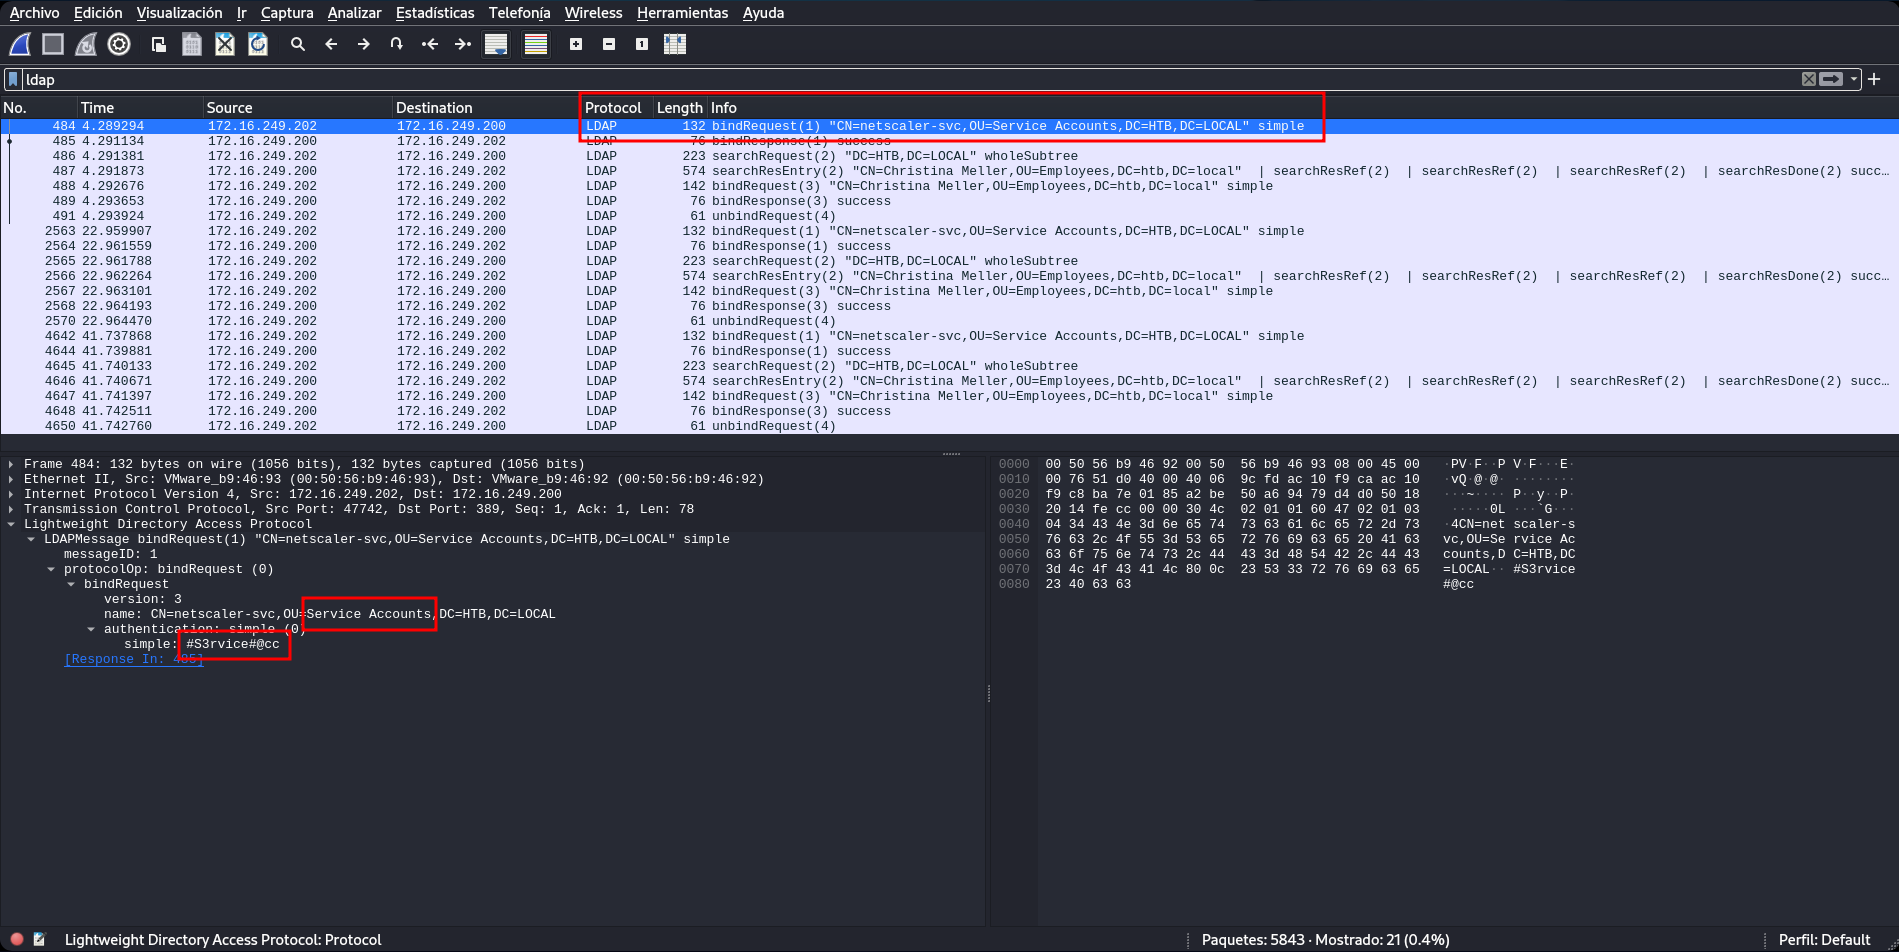 Archivo Edición Visualización Ir Captura Analizar Estadísticas Telefonía Wireless Herramientas Ayuda
ldap
No. Time Source Destination Protocol Length Info
484 4.289294 172.16.249.202 172.16.249.200 LDAP 132 bindRequest(1) "CN=netscaler-svc,OU=Service Accounts,DC=HTB,DC=LOCAL" simple
485 4.291134 172.16.249.200 172.16.249.202 LDAP 76 bindResponse(1) success
486 4.291381 172.16.249.202 172.16.249.200 LDAP 223 searchRequest(2) "DC=HTB,DC=LOCAL" wholeSubtree
487 4.291873 172.16.249.200 172.16.249.202 LDAP 574 searchResEntry(2) "CN=Christina Meller,OU=Employees,DC=htb,DC=local" | searchResRef(2) | searchResRef(2) | searchResRef(2) | searchResDone(2) succ…
488 4.292676 172.16.249.202 172.16.249.200 LDAP 142 bindRequest(3) "CN=Christina Meller,OU=Employees,DC=htb,DC=local" simple
489 4.293653 172.16.249.200 172.16.249.202 LDAP 76 bindResponse(3) success
491 4.293924 172.16.249.202 172.16.249.200 LDAP 61 unbindRequest(4)
2563 22.959907 172.16.249.202 172.16.249.200 LDAP 132 bindRequest(1) "CN=netscaler-svc,OU=Service Accounts,DC=HTB,DC=LOCAL" simple
2564 22.961559 172.16.249.200 172.16.249.202 LDAP 76 bindResponse(1) success
2565 22.961788 172.16.249.202 172.16.249.200 LDAP 223 searchRequest(2) "DC=HTB,DC=LOCAL" wholeSubtree
2566 22.962264 172.16.249.200 172.16.249.202 LDAP 574 searchResEntry(2) "CN=Christina Meller,OU=Employees,DC=htb,DC=local" | searchResRef(2) | searchResRef(2) | searchResRef(2) | searchResDone(2) succ…
2567 22.963101 172.16.249.202 172.16.249.200 LDAP 142 bindRequest(3) "CN=Christina Meller,OU=Employees,DC=htb,DC=local" simple
2568 22.964193 172.16.249.200 172.16.249.202 LDAP 76 bindResponse(3) success
2570 22.964470 172.16.249.202 172.16.249.200 LDAP 61 unbindRequest(4)
4642 41.737868 172.16.249.202 172.16.249.200 LDAP 132 bindRequest(1) "CN=netscaler-svc,OU=Service Accounts,DC=HTB,DC=LOCAL" simple
4644 41.739881 172.16.249.200 172.16.249.202 LDAP 76 bindResponse(1) success
4645 41.740133 172.16.249.202 172.16.249.200 LDAP 223 searchRequest(2) "DC=HTB,DC=LOCAL" wholeSubtree
4646 41.740671 172.16.249.200 172.16.249.202 LDAP 574 searchResEntry(2) "CN=Christina Meller,OU=Employees,DC=htb,DC=local" | searchResRef(2) | searchResRef(2) | searchResRef(2) | searchResDone(2) succ…
4647 41.741397 172.16.249.202 172.16.249.200 LDAP 142 bindRequest(3) "CN=Christina Meller,OU=Employees,DC=htb,DC=local" simple
4648 41.742511 172.16.249.200 172.16.249.202 LDAP 76 bindResponse(3) success
4650 41.742760 172.16.249.202 172.16.249.200 LDAP 61 unbindRequest(4)
Frame 484: 132 bytes on wire (1056 bits), 132 bytes captured (1056 bits)
Ethernet II, Src: VMware_b9:46:93 (00:50:56:b9:46:93), Dst: VMware_b9:46:92 (00:50:56:b9:46:92)
Internet Protocol Version 4, Src: 172.16.249.202, Dst: 172.16.249.200
Transmission Control Protocol, Src Port: 47742, Dst Port: 389, Seq: 1, Ack: 1, Len: 78
Lightweight Directory Access Protocol
LDAPMessage bindRequest(1) "CN=netscaler-svc,OU=Service Accounts,DC=HTB,DC=LOCAL" simple
messageID: 1
protocolOp: bindRequest (0)
bindRequest
version: 3
name: CN=netscaler-svc,OU=Service Accounts,DC=HTB,DC=LOCAL
authentication: simple (0)
simple: #S3rvice#@cc
[Response In: 485]
0000 00 50 56 b9 46 92 00 50 56 b9 46 93 08 00 45 00 ·PV·F··P V·F···E·
0010 00 76 51 d0 40 00 40 06 9c fd ac 10 f9 ca ac 10 ·vQ·@·@· ········
0020 f9 c8 ba 7e 01 85 a2 be 50 a6 94 79 d4 d0 50 18 ···~···· P··y··P·
0030 20 14 fe cc 00 00 30 4c 02 01 01 60 47 02 01 03 ·····0L ···`G···
0040 04 34 43 4e 3d 6e 65 74 73 63 61 6c 65 72 2d 73 ·4CN=net scaler-s
0050 76 63 2c 4f 55 3d 53 65 72 76 69 63 65 20 41 63 vc,OU=Se rvice Ac
0060 63 6f 75 6e 74 73 2c 44 43 3d 48 54 42 2c 44 43 counts,D C=HTB,DC
0070 3d 4c 4f 43 41 4c 80 0c 23 53 33 72 76 69 63 65 =LOCAL·· #S3rvice
0080 23 40 63 63 #@cc
Lightweight Directory Access Protocol: Protocol
Paquetes: 5843 · Mostrado: 21 (0.4%)
Perfil: Default